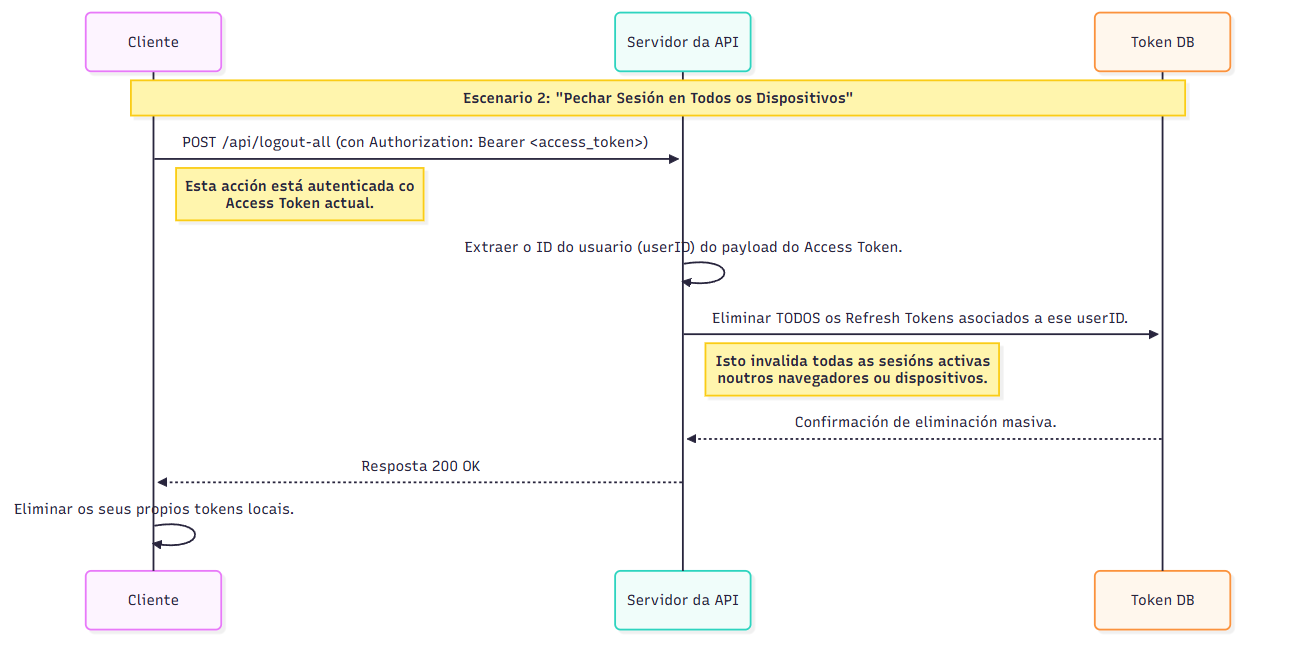 Cliente
Servidor da API
Token DB
Escenario 2: "Pechar Sesión en Todos os Dispositivos"
POST /api/logout-all (con Authorization: Bearer <access_token>)
Esta acción está autenticada co
Access Token actual.
Extraer o ID do usuario (userID) do payload do Access Token.
Eliminar TODOS os Refresh Tokens asociados a ese userID.
Isto invalida todas as sesións activas
noutros navegadores ou dispositivos.
Confirmación de eliminación masiva.
Resposta 200 OK
Eliminar os seus propios tokens locais.
Cliente
Servidor da API
Token DB